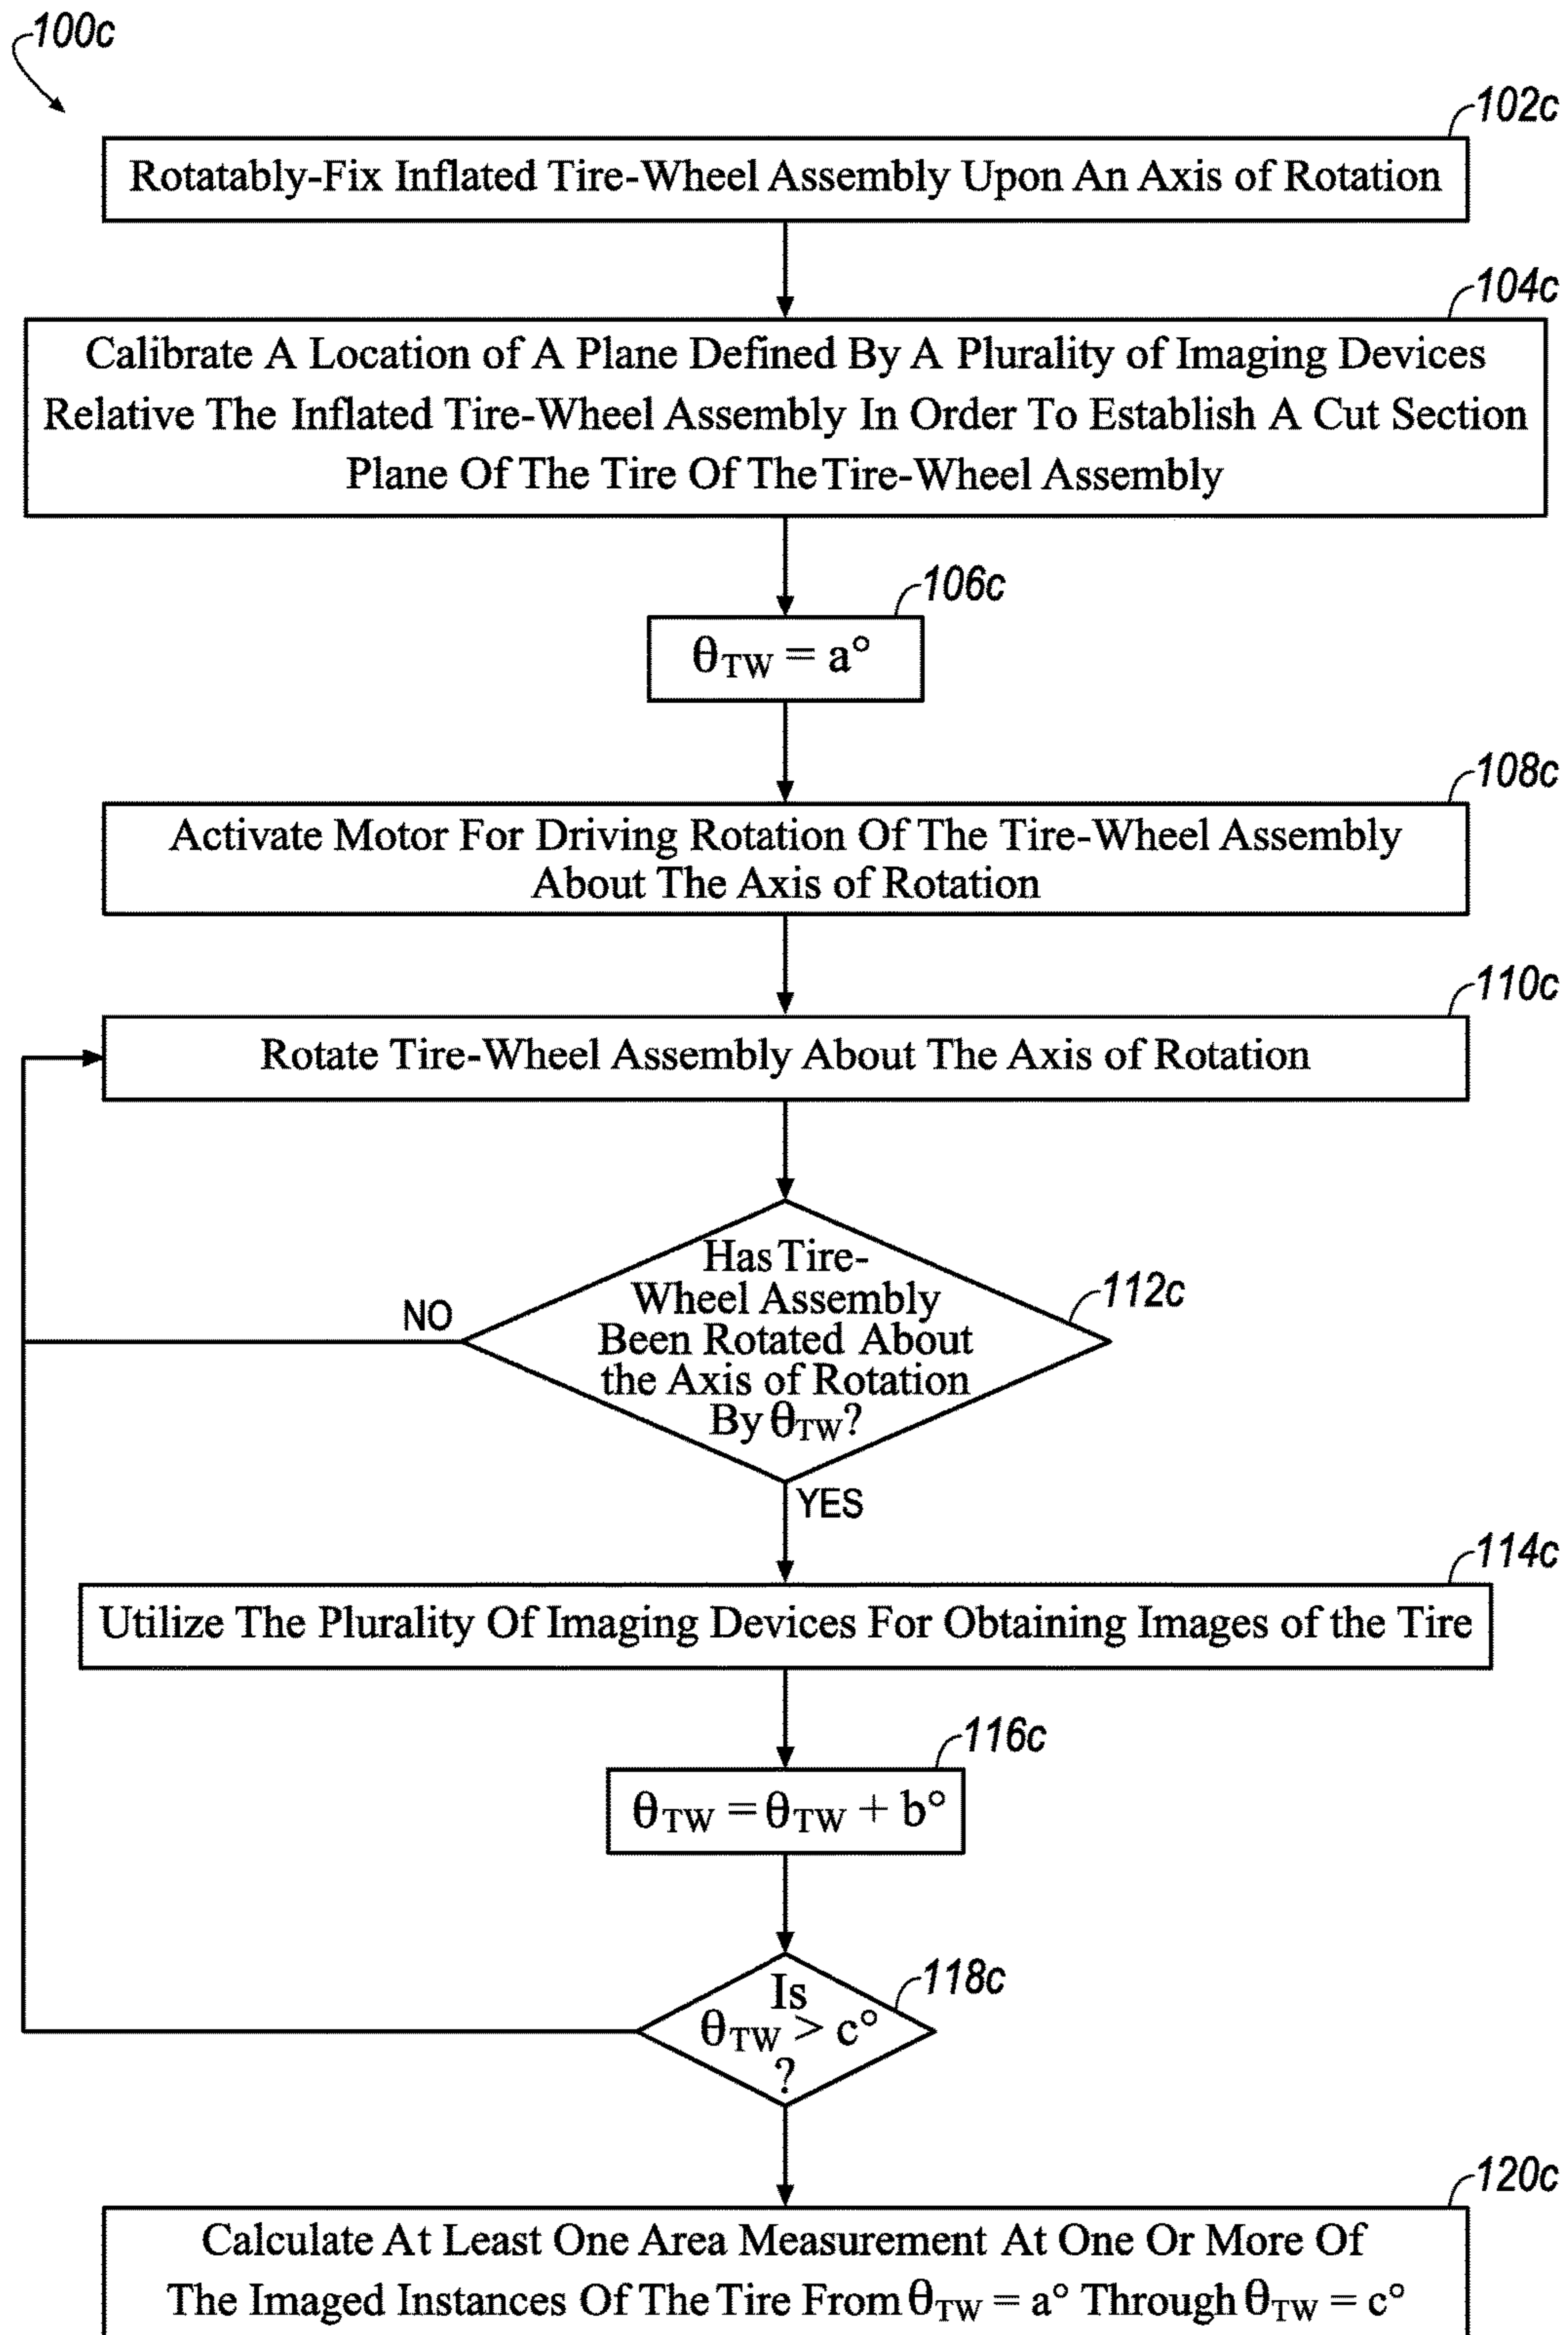 100c
102c
Rotatably-Fix Inflated Tire-Wheel Assembly Upon An Axis of Rotation
104c
Calibrate A Location of A Plane Defined By A Plurality of Imaging Devices
Relative The Inflated Tire-Wheel Assembly In Order To Establish A Cut Section
Plane Of The Tire Of The Tire-Wheel Assembly
106c
θTW = a°
108c
Activate Motor For Driving Rotation Of The Tire-Wheel Assembly
About The Axis of Rotation
110c
Rotate Tire-Wheel Assembly About The Axis of Rotation
112c
Has Tire-
Wheel Assembly
Been Rotated About
the Axis of Rotation
By θTW?
NO
YES
114c
Utilize The Plurality Of Imaging Devices For Obtaining Images of the Tire
116c
θTW = θTW + b°
118c
Is
θTW > c°
?
120c
Calculate At Least One Area Measurement At One Or More Of
The Imaged Instances Of The Tire From θTW = a° Through θTW = c°